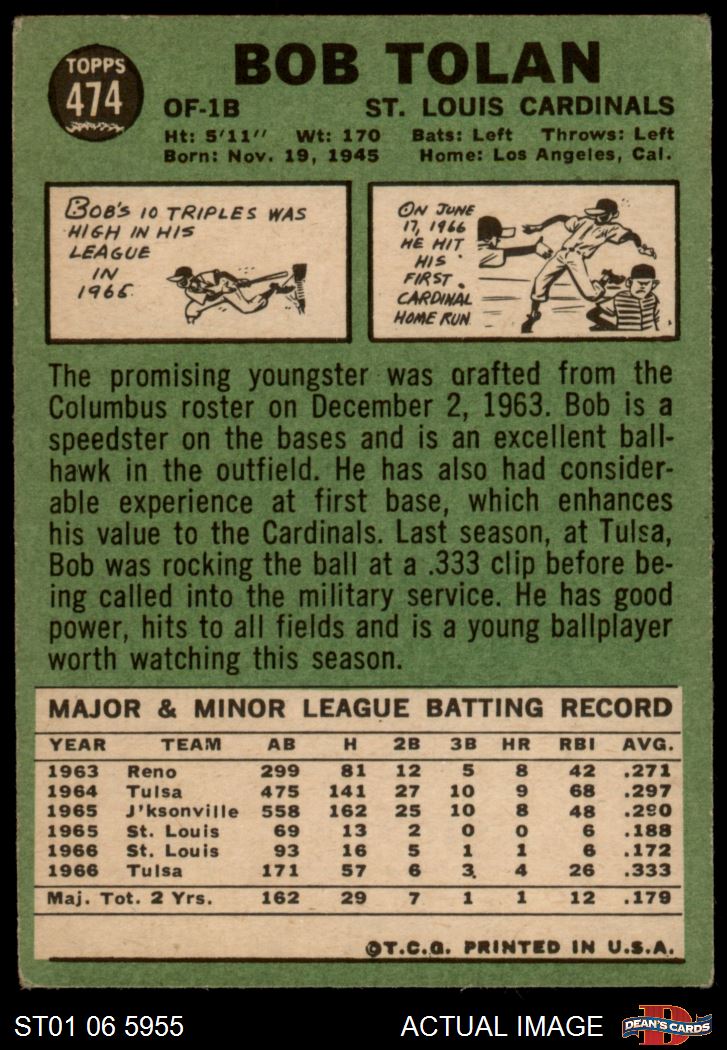 TOPPS
474
BOB TOLAN
OF-1B ST. LOUIS CARDINALS
Ht: 5'11" Wt: 170 Bats: Left Throws: Left
Born: Nov. 19, 1945 Home: Los Angeles, Cal.
BOB'S 10 TRIPLES WAS
HIGH IN HIS
LEAGUE
IN
1965.
ON JUNE
17, 1966
HE HIT
HIS
FIRST
CARDINAL
HOME RUN
The promising youngster was drafted from the
Columbus roster on December 2, 1963. Bob is a
speedster on the bases and is an excellent ball-
hawk in the outfield. He has also had consider-
able experience at first base, which enhances
his value to the Cardinals. Last season, at Tulsa,
Bob was rocking the ball at a .333 clip before be-
ing called into the military service. He has good
power, hits to all fields and is a young ballplayer
worth watching this season.
MAJOR & MINOR LEAGUE BATTING RECORD
YEAR TEAM AB H 2B 3B HR RBI AVG.
1963 Reno 299 81 12 5 8 42 .271
1964 Tulsa 475 141 27 10 9 68 .297
1965 J'ksonville 558 162 25 10 8 48 .290
1965 St. Louis 69 13 2 0 0 6 .188
1966 St. Louis 93 16 5 1 1 6 .172
1966 Tulsa 171 57 6 3 4 26 .333
Maj. Tot. 2 Yrs. 162 29 7 1 1 12 .179
©T.C.G. PRINTED IN U.S.A.
ST01 06 5955 ACTUAL IMAGE
DEAN'S CARDS